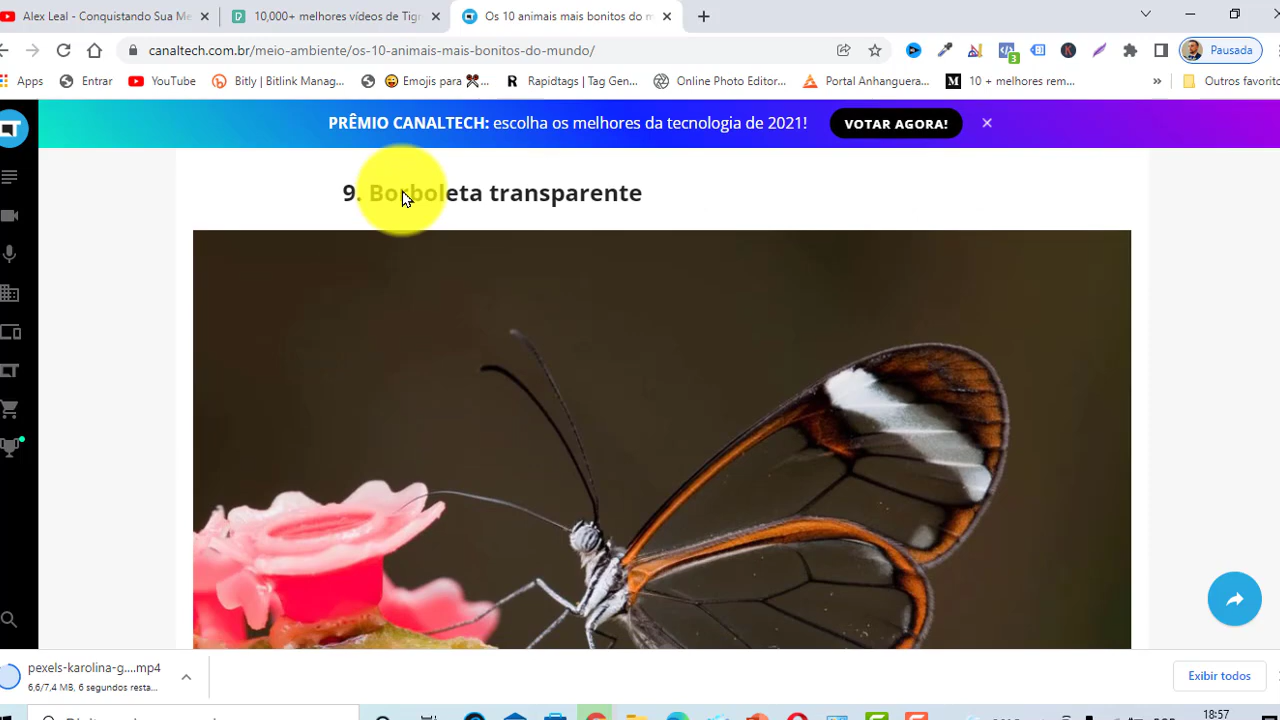 Alex Leal - Conquistando Sua Me
10,000+ melhores vídeos de Tigr
Os 10 animais mais bonitos do m
canaltech.com.br/meio-ambiente/os-10-animais-mais-bonitos-do-mundo/
3
Pausada
Apps
Entrar
YouTube
Bitly | Bitlink Manag...
Emojis para
Rapidtags | Tag Gen...
Online Photo Editor...
Portal Anhanguera...
10 + melhores rem...
»
Outros favorito
PRÊMIO CANALTECH: escolha os melhores da tecnologia de 2021!
VOTAR AGORA!
9. Borboleta transparente
pexels-karolina-g....mp4
6,6/7,4 MB, 6 segundos resta...
Exibir todos
18:57